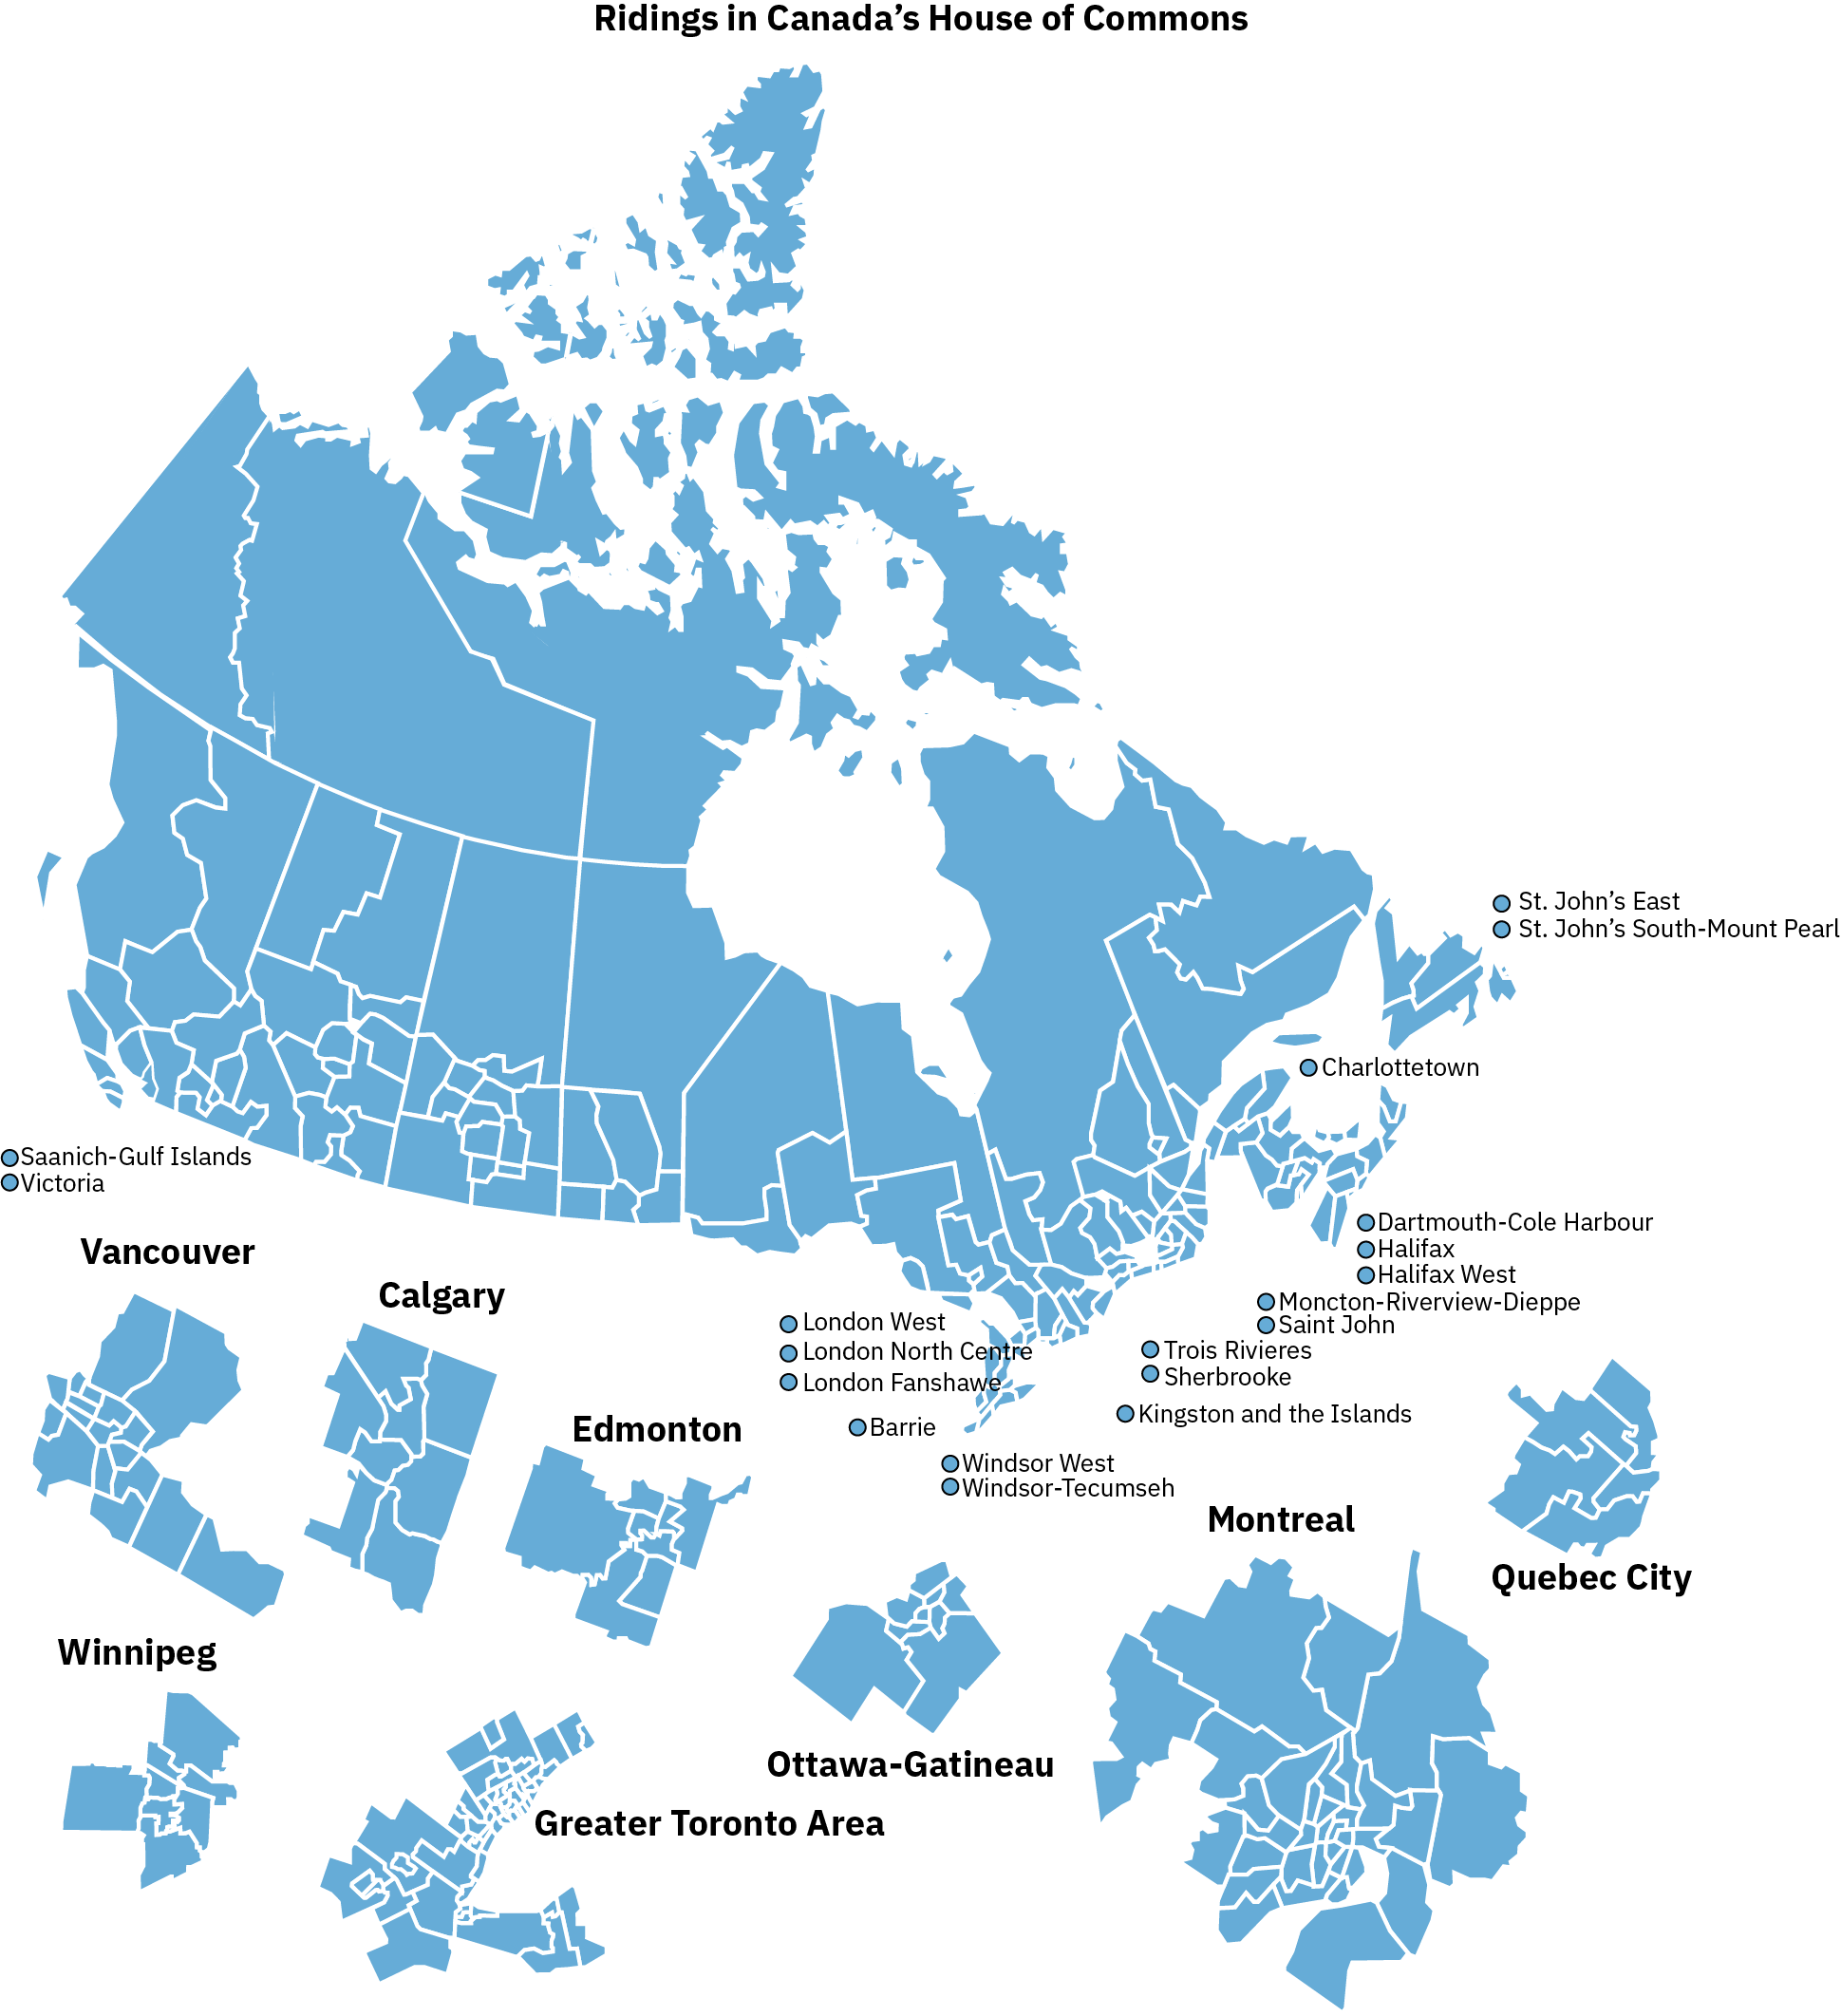 Ridings in Canada’s House of Commons
St. John’s East
St. John’s South-Mount Pearl
Charlottetown
Saanich-Gulf Islands
Victoria
Dartmouth-Cole Harbour
Halifax
Halifax West
Moncton-Riverview-Dieppe
Saint John
Trois Rivieres
Sherbrooke
Kingston and the Islands
London West
London North Centre
London Fanshawe
Barrie
Windsor West
Windsor-Tecumseh
Vancouver
Calgary
Edmonton
Montreal
Quebec City
Winnipeg
Ottawa-Gatineau
Greater Toronto Area